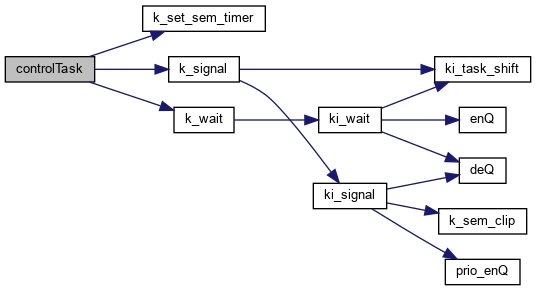 k_set_sem_timer
controlTask
k_signal
ki_task_shift
k_wait
ki_wait
enQ
deQ
ki_signal
k_sem_clip
prio_enQ